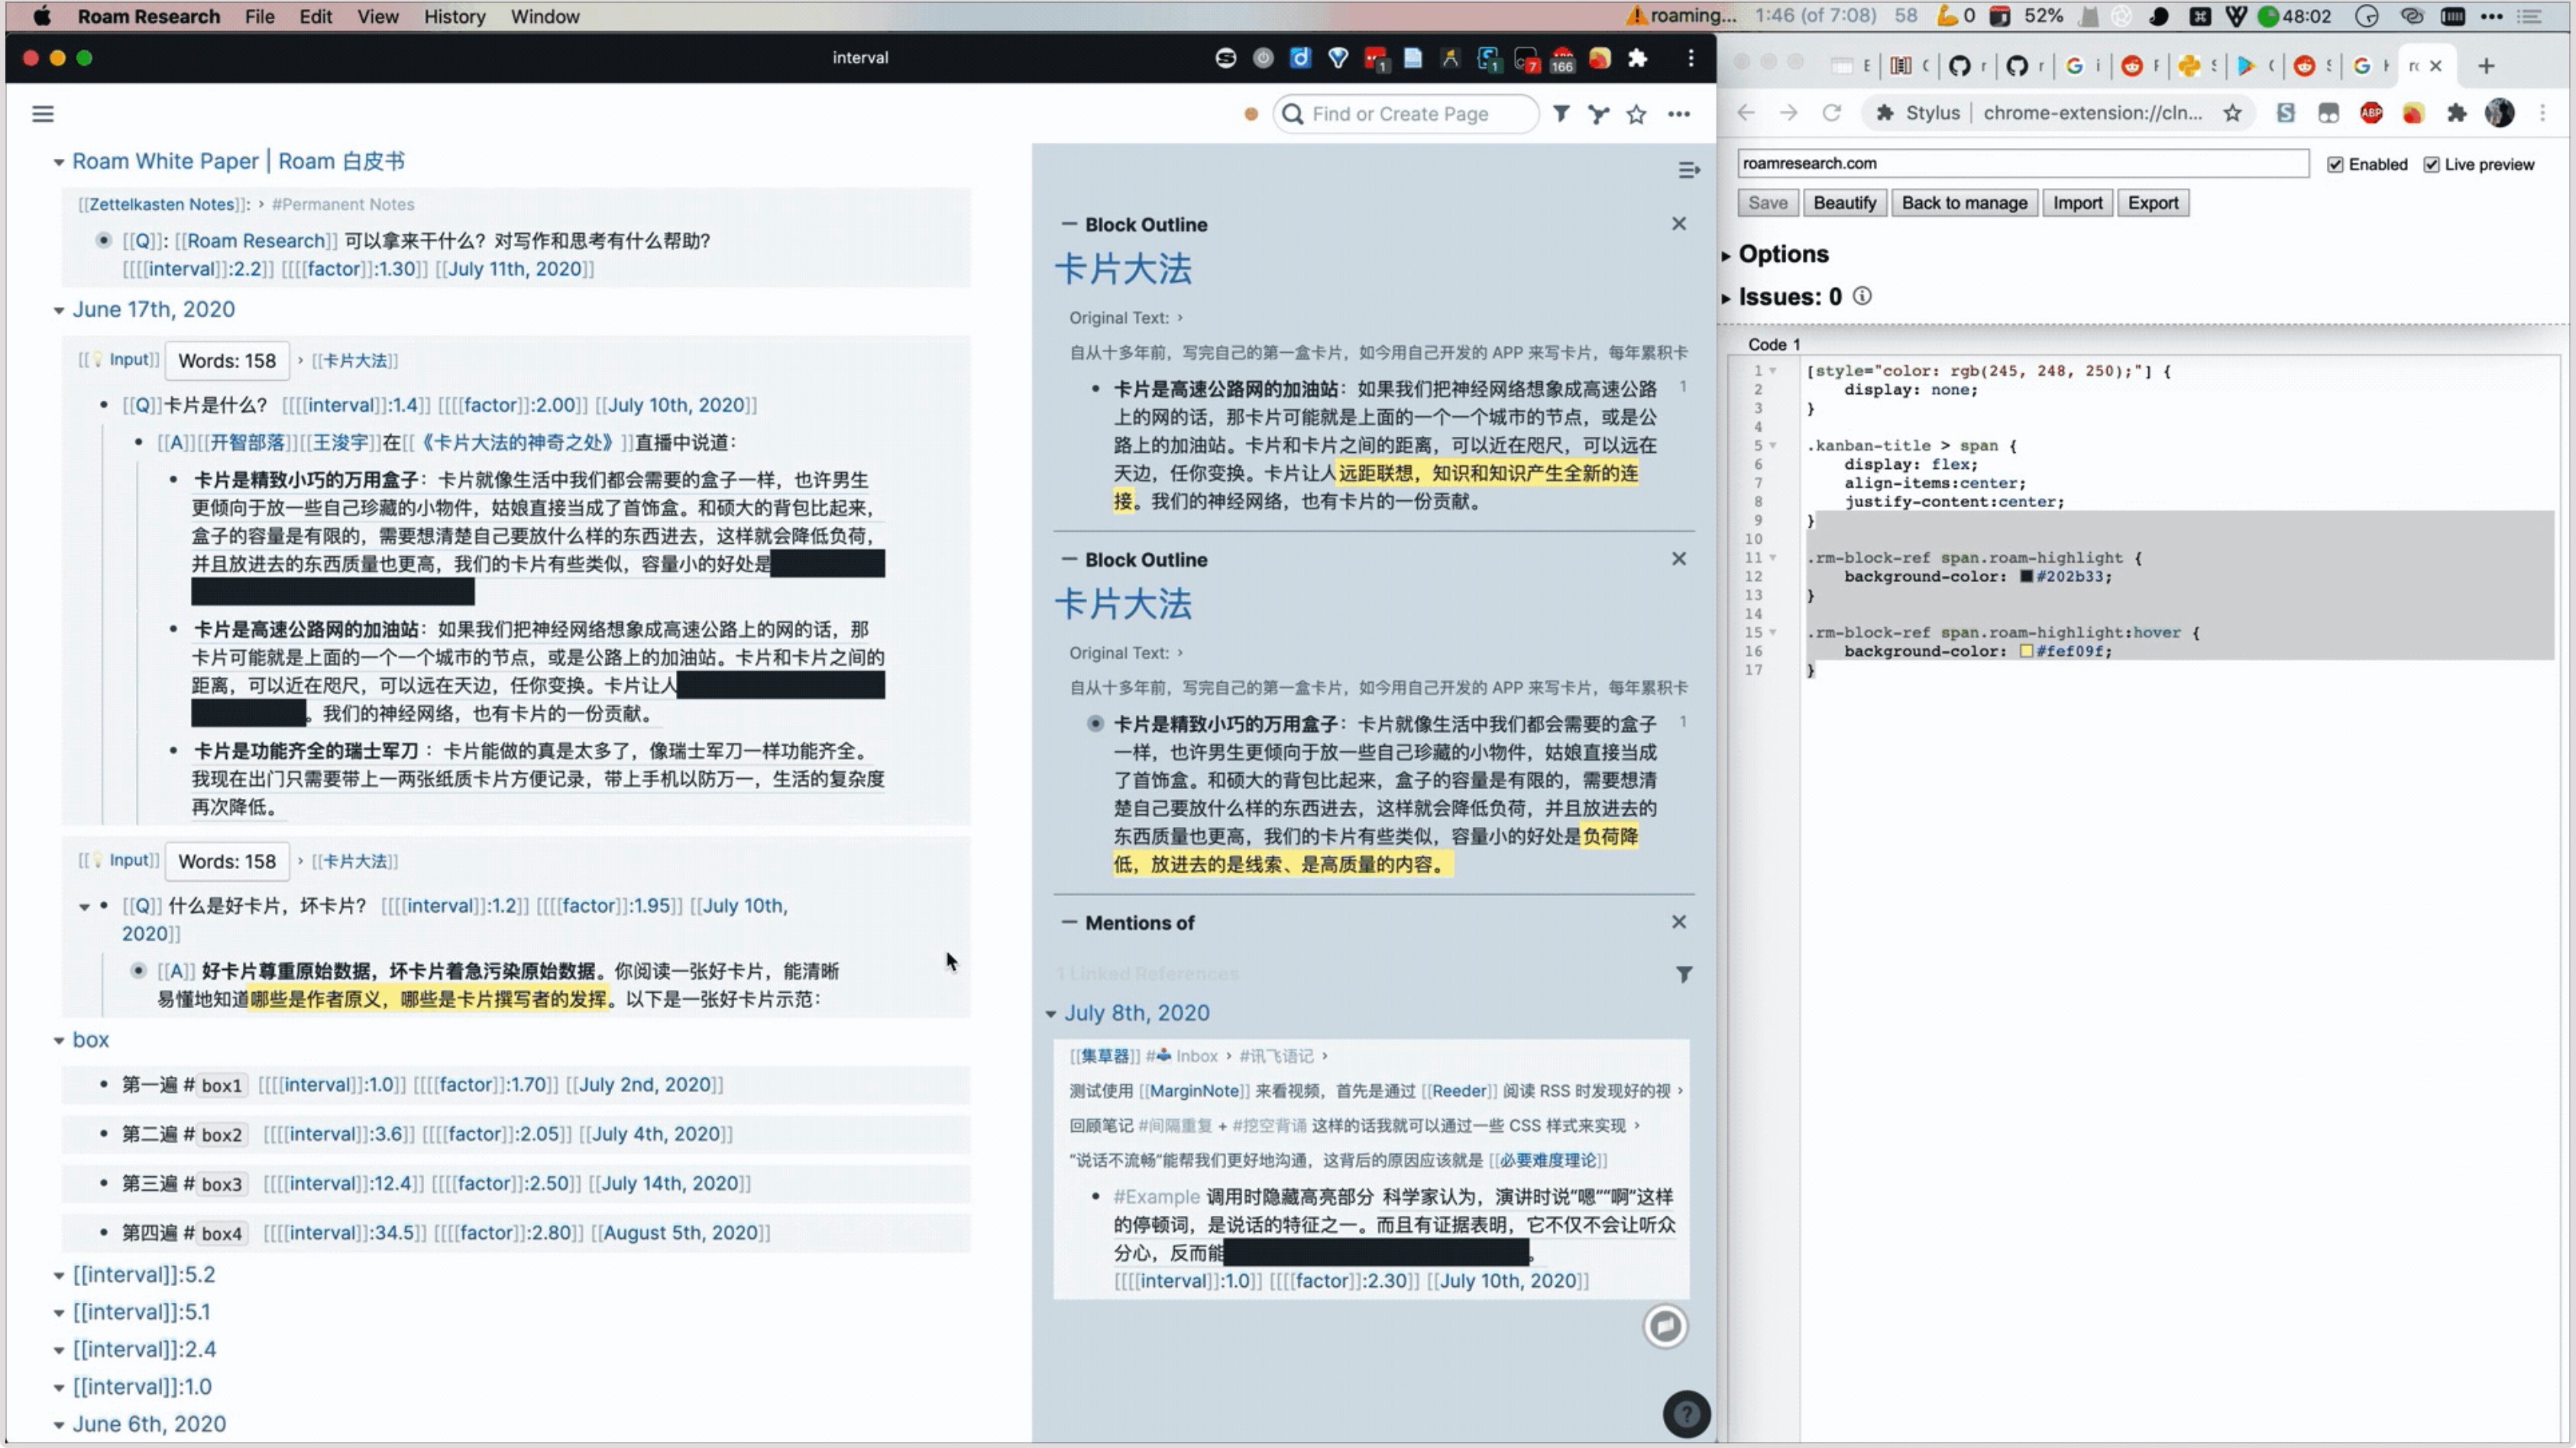 Roam Research File Edit View History Window
roaming... 1:46 (of 7:08) 58 0 52% 48:02
interval
1 1 7 166
Find or Create Page
Roam White Paper | Roam 白皮书
[[Zettelkasten Notes]]: › #Permanent Notes
[[Q]]: [[Roam Research]] 可以拿来干什么？对写作和思考有什么帮助？
[[[[interval]]:2.2]] [[[[factor]]:1.30]] [[July 11th, 2020]]
June 17th, 2020
[[💡 Input]] Words: 158 › [[卡片大法]]
[[Q]]卡片是什么？ [[[[interval]]:1.4]] [[[[factor]]:2.00]] [[July 10th, 2020]]
[[A]][[开智部落]][[王浚宇]]在[[《卡片大法的神奇之处》]]直播中说道：
卡片是精致小巧的万用盒子：卡片就像生活中我们都会需要的盒子一样，也许男生
更倾向于放一些自己珍藏的小物件，姑娘直接当成了首饰盒。和硕大的背包比起来，
盒子的容量是有限的，需要想清楚自己要放什么样的东西进去，这样就会降低负荷，
并且放进去的东西质量也更高，我们的卡片有些类似，容量小的好处是
卡片是高速公路网的加油站：如果我们把神经网络想象成高速公路上的网的话，那
卡片可能就是上面的一个一个城市的节点，或是公路上的加油站。卡片和卡片之间的
距离，可以近在咫尺，可以远在天边，任你变换。卡片让人
。我们的神经网络，也有卡片的一份贡献。
卡片是功能齐全的瑞士军刀：卡片能做的真是太多了，像瑞士军刀一样功能齐全。
我现在出门只需要带上一两张纸质卡片方便记录，带上手机以防万一，生活的复杂度
再次降低。
[[💡 Input]] Words: 158 › [[卡片大法]]
[[Q]] 什么是好卡片，坏卡片？ [[[[interval]]:1.2]] [[[[factor]]:1.95]] [[July 10th,
2020]]
[[A]] 好卡片尊重原始数据，坏卡片着急污染原始数据。你阅读一张好卡片，能清晰
易懂地知道哪些是作者原义，哪些是卡片撰写者的发挥。以下是一张好卡片示范：
box
第一遍 #box1 [[[[interval]]:1.0]] [[[[factor]]:1.70]] [[July 2nd, 2020]]
第二遍 #box2 [[[[interval]]:3.6]] [[[[factor]]:2.05]] [[July 4th, 2020]]
第三遍 #box3 [[[[interval]]:12.4]] [[[[factor]]:2.50]] [[July 14th, 2020]]
第四遍 #box4 [[[[interval]]:34.5]] [[[[factor]]:2.80]] [[August 5th, 2020]]
[[interval]]:5.2
[[interval]]:5.1
[[interval]]:2.4
[[interval]]:1.0
June 6th, 2020
Block Outline
卡片大法
Original Text: ›
自从十多年前，写完自己的第一盒卡片，如今用自己开发的 APP 来写卡片，每年累积卡
卡片是高速公路网的加油站：如果我们把神经网络想象成高速公路 1
上的网的话，那卡片可能就是上面的一个一个城市的节点，或是公
路上的加油站。卡片和卡片之间的距离，可以近在咫尺，可以远在
天边，任你变换。卡片让人远距联想，知识和知识产生全新的连
接。我们的神经网络，也有卡片的一份贡献。
Block Outline
卡片大法
Original Text: ›
自从十多年前，写完自己的第一盒卡片，如今用自己开发的 APP 来写卡片，每年累积卡
卡片是精致小巧的万用盒子：卡片就像生活中我们都会需要的盒子 1
一样，也许男生更倾向于放一些自己珍藏的小物件，姑娘直接当成
了首饰盒。和硕大的背包比起来，盒子的容量是有限的，需要想清
楚自己要放什么样的东西进去，这样就会降低负荷，并且放进去的
东西质量也更高，我们的卡片有些类似，容量小的好处是负荷降
低，放进去的是线索、是高质量的内容。
Mentions of
1 Linked References
July 8th, 2020
[[集草器]] #📥 Inbox › #讯飞语记 ›
测试使用 [[MarginNote]] 来看视频，首先是通过 [[Reeder]] 阅读 RSS 时发现好的视 ›
回顾笔记 #间隔重复 + #挖空背诵 这样的话我就可以通过一些 CSS 样式来实现 ›
“说话不流畅”能帮我们更好地沟通，这背后的原因应该就是 [[必要难度理论]]
#Example 调用时隐藏高亮部分 科学家认为，演讲时说“嗯”“啊”这样
的停顿词，是说话的特征之一。而且有证据表明，它不仅不会让听众
分心，反而能 。
[[[[interval]]:1.0]] [[[[factor]]:2.30]] [[July 10th, 2020]]
?
Stylus | chrome-extension://cln... ABP
roamresearch.com Enabled Live preview
Save Beautify Back to manage Import Export
Options
Issues: 0
Code 1
1 [style="color: rgb(245, 248, 250);"] {
2 display: none;
3 }
4
5 .kanban-title > span {
6 display: flex;
7 align-items:center;
8 justify-content:center;
9 }
10
11 .rm-block-ref span.roam-highlight {
12 background-color: #202b33;
13 }
14
15 .rm-block-ref span.roam-highlight:hover {
16 background-color: #fef09f;
17 }